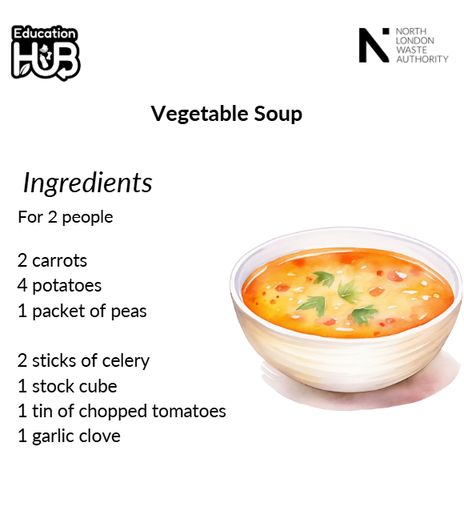 Education
HUB
NORTH
LONDON
WASTE
AUTHORITY
Vegetable Soup
Ingredients
For 2 people
2 carrots
4 potatoes
1 packet of peas
2 sticks of celery
1 stock cube
1 tin of chopped tomatoes
1 garlic clove